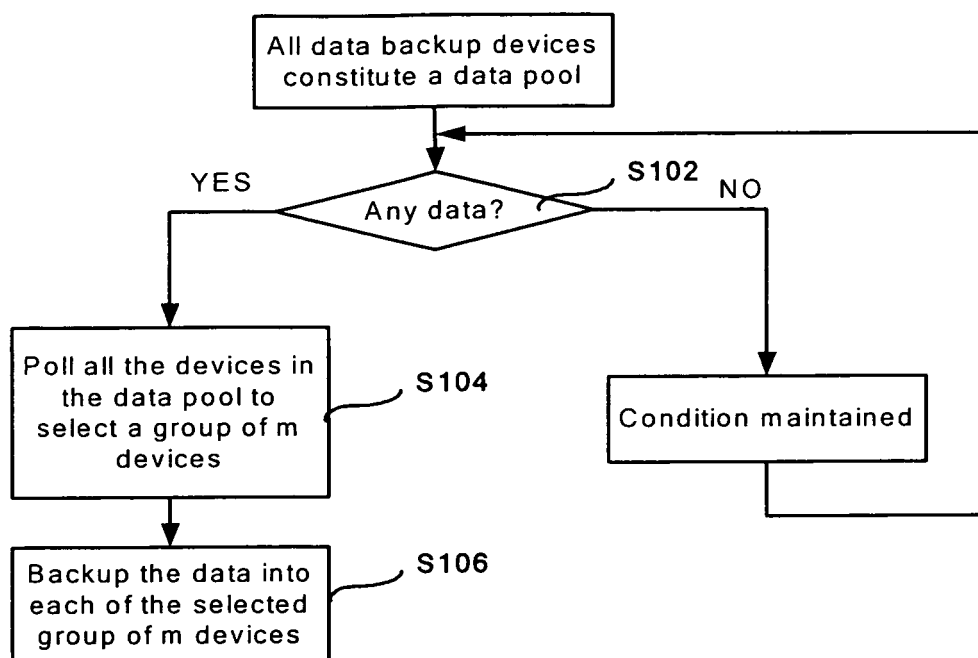 All data backup devices
constitute a data pool
S102
YES
NO
Any data?
Poll all the devices in
the data pool to
select a group of m
devices
S104
Condition maintained
Backup the data into
each of the selected
group of m devices
S106